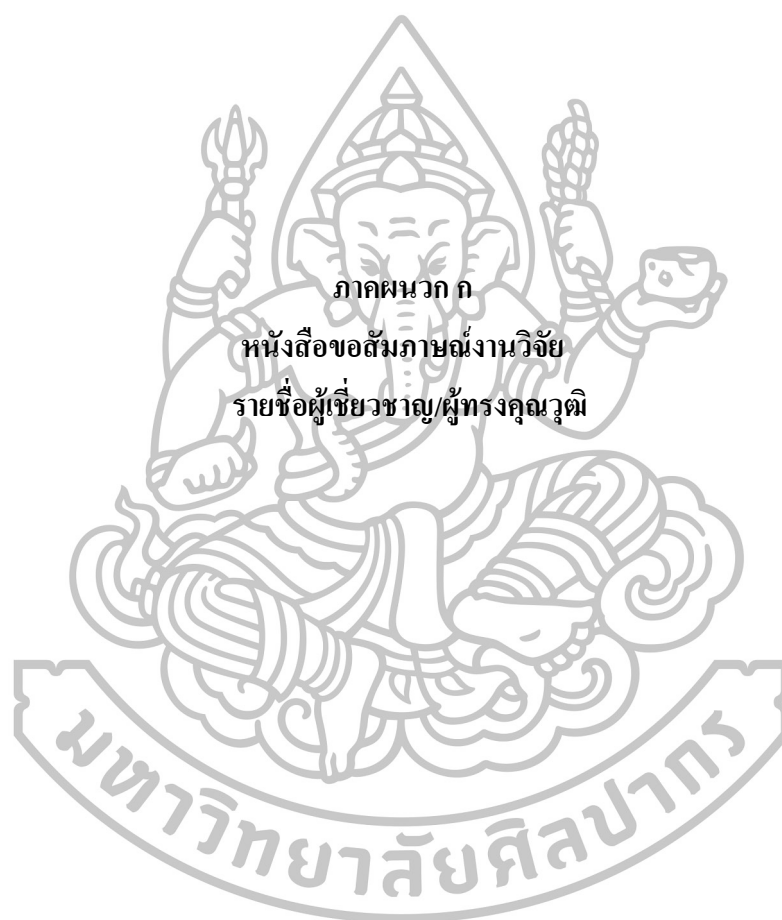 ภาคผนวก ก
หนังสือขอสัมภาษณ์งานวิจัย
รายชื่อผู้เชี่ยวชาญ/ผู้ทรงคุณวุฒิ
มหาวิทยาลัยศิลปากร